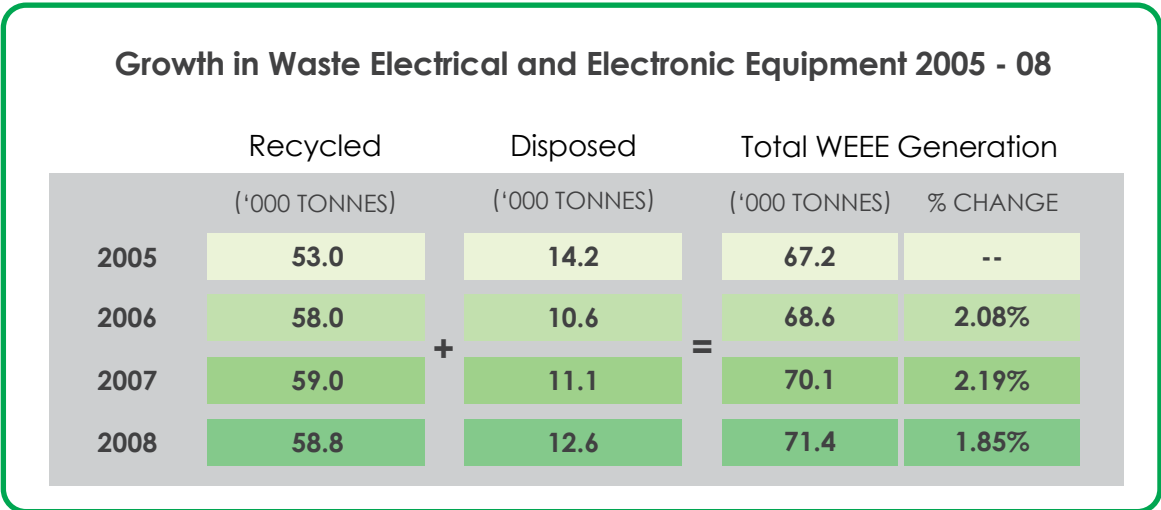 Growth in Waste Electrical and Electronic Equipment 2005 - 08
Recycled Disposed Total WEEE Generation
(‘000 TONNES) (‘000 TONNES) (‘000 TONNES) % CHANGE
2005 53.0 14.2 67.2 --
2006 58.0 10.6 68.6 2.08%
+ =
2007 59.0 11.1 70.1 2.19%
2008 58.8 12.6 71.4 1.85%